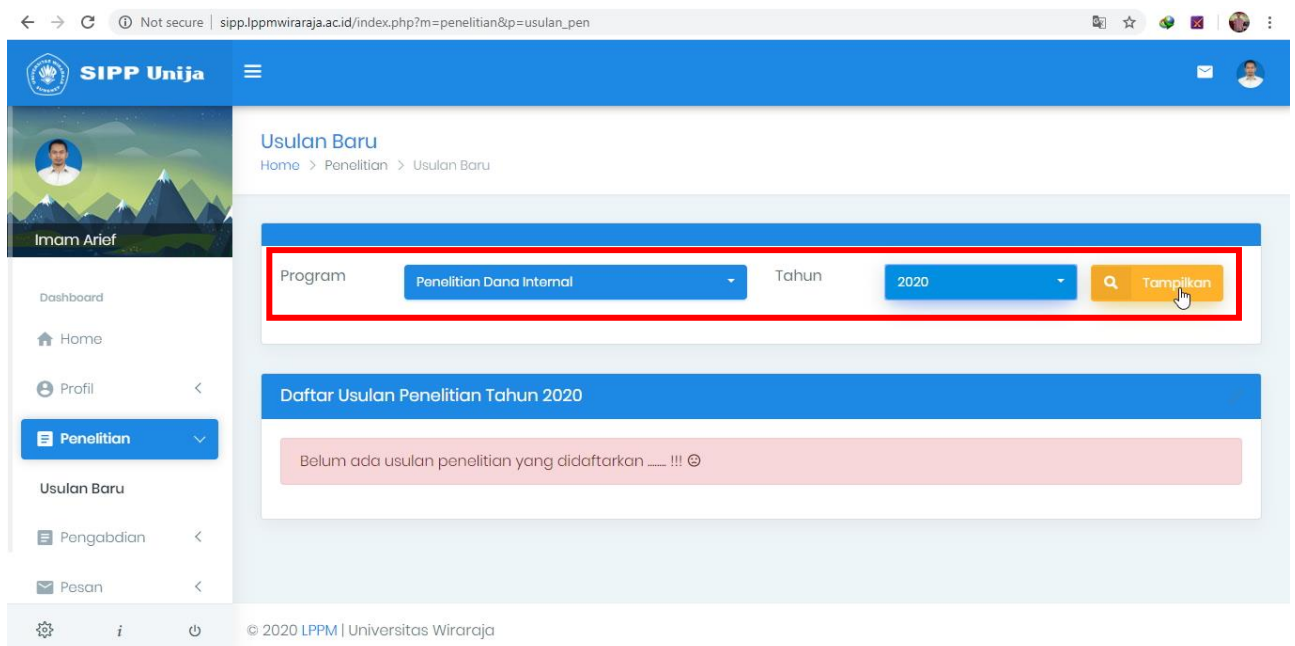 Not secure | sipp.lppmwiraraja.ac.id/index.php?m=penelitian&p=usulan_pen
SIPP Unija
Usulan Baru
Home > Penelitian > Usulan Baru
Imam Arief
Program Penelitian Dana Internal Tahun 2020 Tampilkan
Dashboard
Home
Profil
Daftar Usulan Penelitian Tahun 2020
Penelitian
Belum ada usulan penelitian yang didaftarkan ....... !!!
Usulan Baru
Pengabdian
Pesan
© 2020 LPPM | Universitas Wiraraja